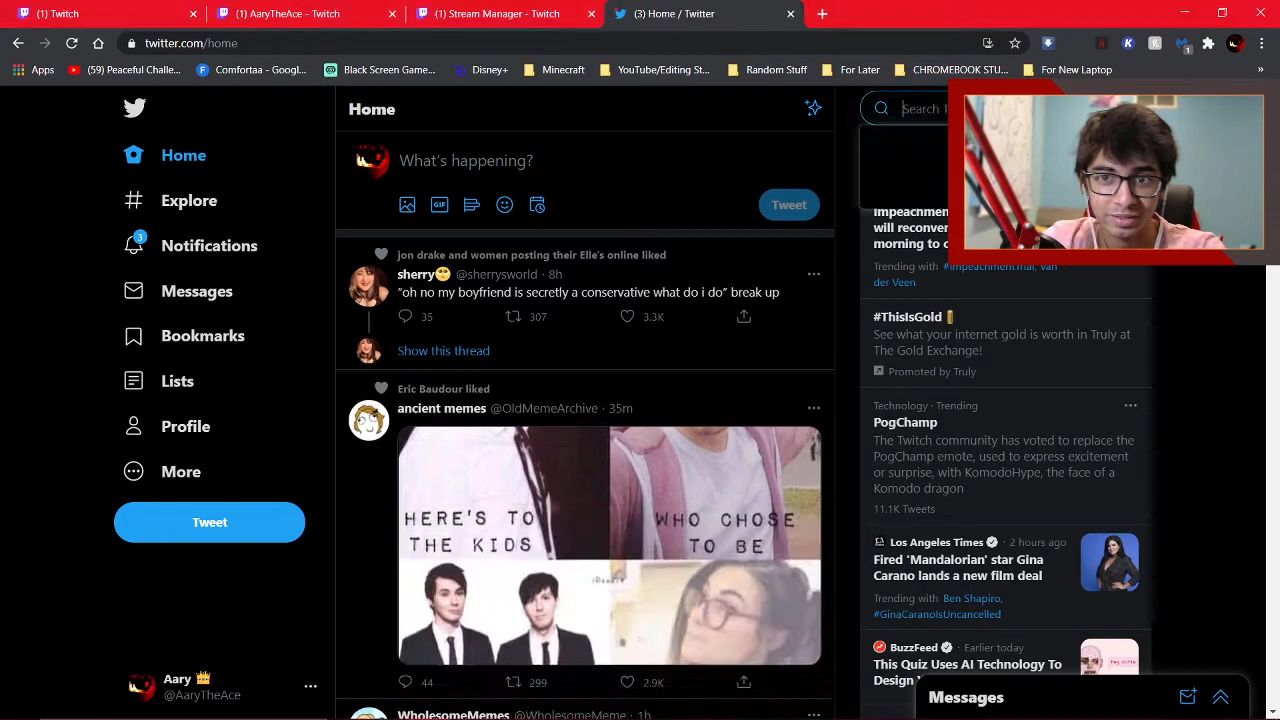 (1) Twitch
(1) AaryTheAce - Twitch
(1) Stream Manager - Twitch
(3) Home / Twitter
twitter.com/home
1
Apps
(59) Peaceful Challe...
Comfortaa - Googl...
Black Screen Game...
Disney+
Minecraft
YouTube/Editing St...
Random Stuff
For Later
CHROMEBOOK STU...
For New Laptop
Home
Explore
3
Notifications
Messages
Bookmarks
Lists
Profile
More
Tweet
Aary
@AaryTheAce
Home
What's happening?
GIF
Tweet
jon drake and women posting their Elle's online liked
sherry @sherrysworld · 8h
"oh no my boyfriend is secretly a conservative what do i do" break up
35
307
3.3K
Show this thread
Eric Baudour liked
ancient memes @OldMemeArchive · 35m
HERE'S TO
THE KIDS
WHO CHOSE
TO BE
44
299
2.9K
WholesomeMemes @WholesomeMeme · 1h
Search T
will reconver
morning to c
Trending with #ImpeachmentTrial, Van
der Veen
#ThisIsGold
See what your internet gold is worth in Truly at
The Gold Exchange!
Promoted by Truly
Technology · Trending
PogChamp
The Twitch community has voted to replace the
PogChamp emote, used to express excitement
or surprise, with KomodoHype, the face of a
Komodo dragon
11.1K Tweets
Los Angeles Times · 2 hours ago
Fired 'Mandalorian' star Gina
Carano lands a new film deal
Trending with Ben Shapiro,
#GinaCaranoIsUncancelled
BuzzFeed · Earlier today
This Quiz Uses AI Technology To
Design
Messages